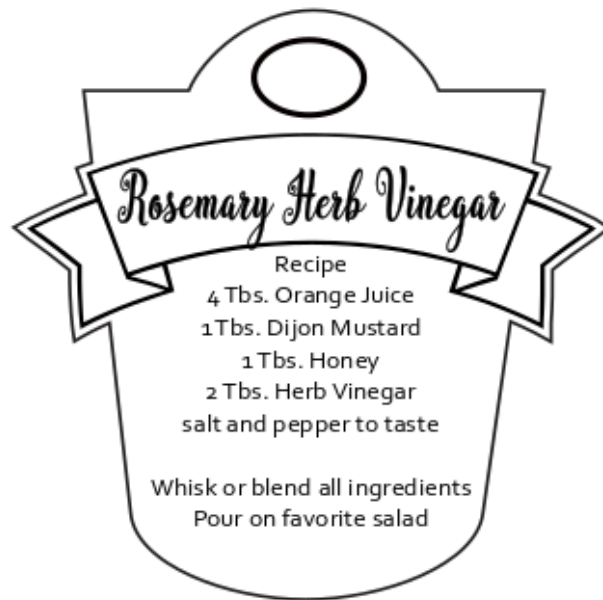 Rosemary Herb Vinegar
Recipe
4 Tbs. Orange Juice
1 Tbs. Dijon Mustard
1 Tbs. Honey
2 Tbs. Herb Vinegar
salt and pepper to taste
Whisk or blend all ingredients
Pour on favorite salad